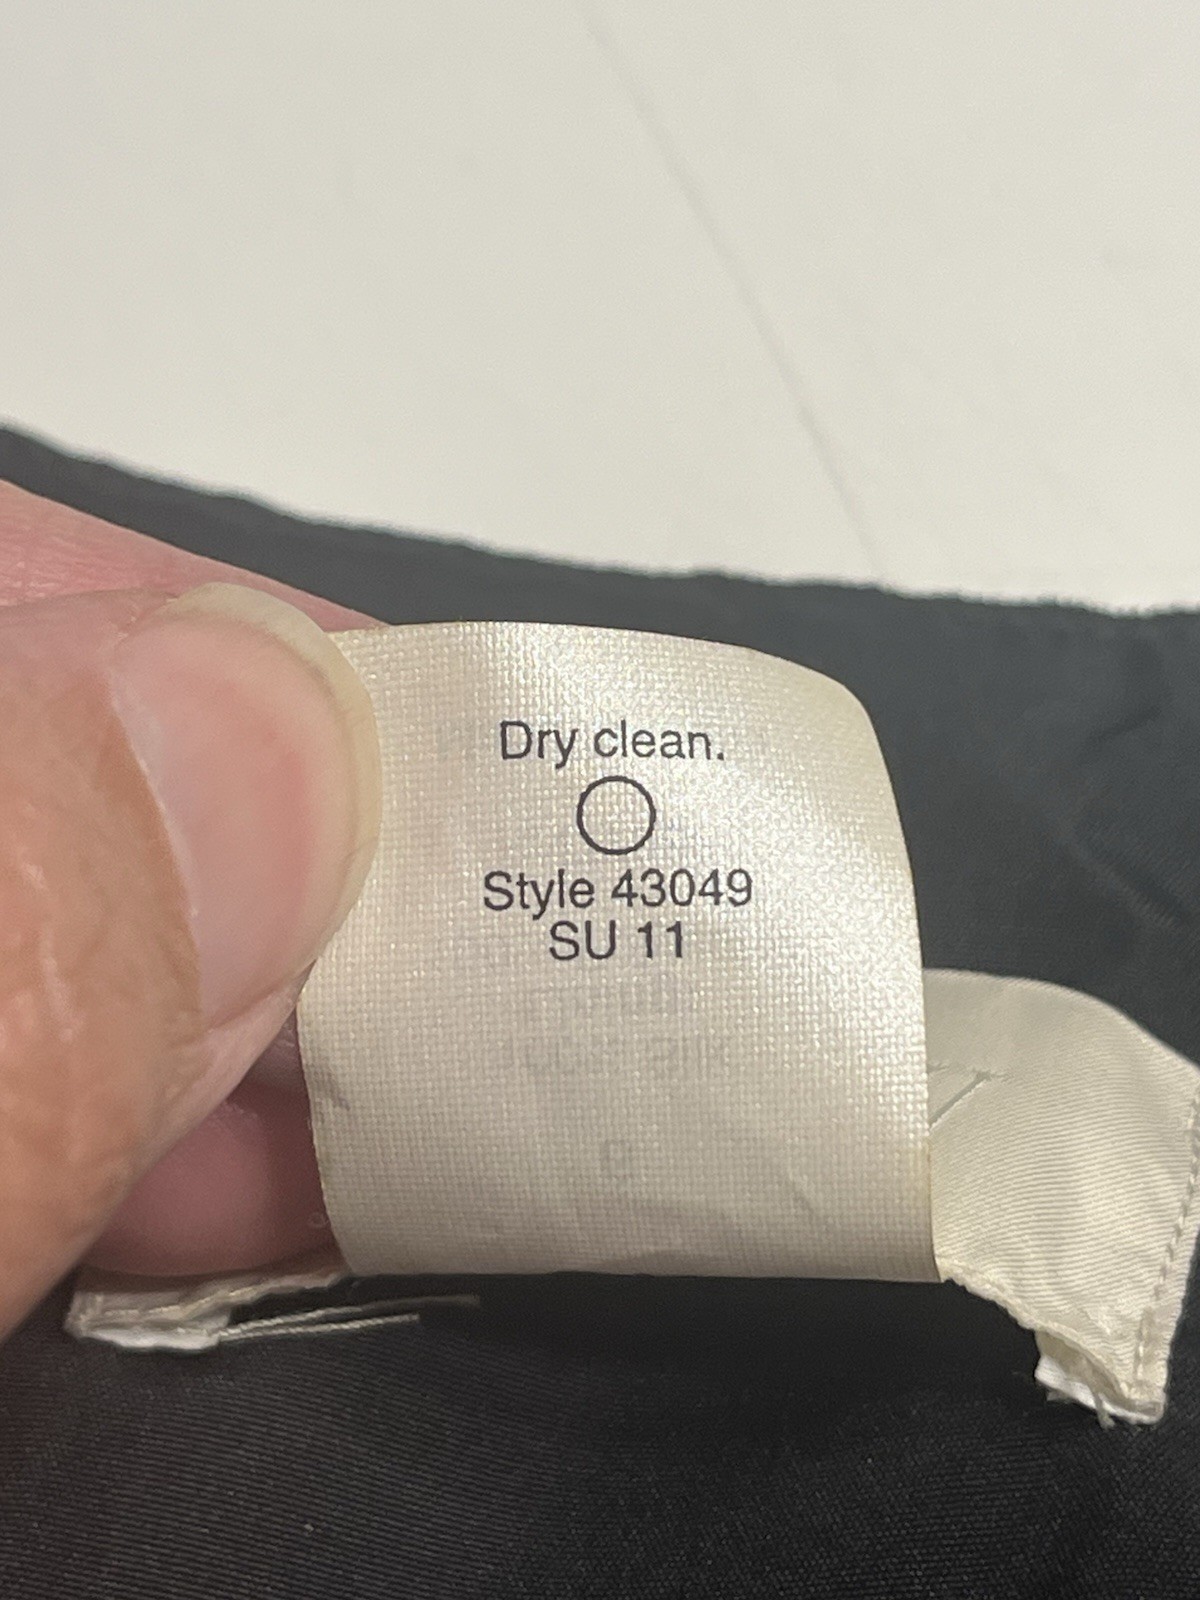 Dry clean.
Style 43049
SU 11